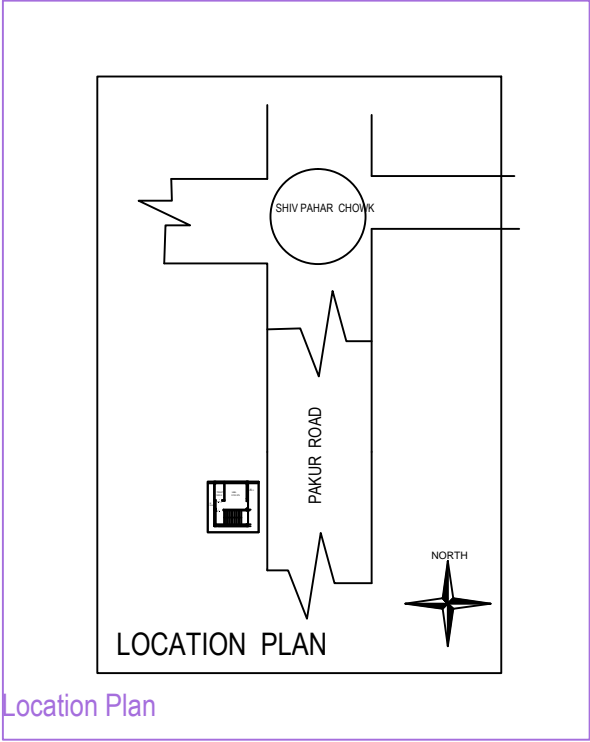 SHIV PAHAR CHOWK
PAKUR ROAD
NORTH
LOCATION PLAN
Location Plan